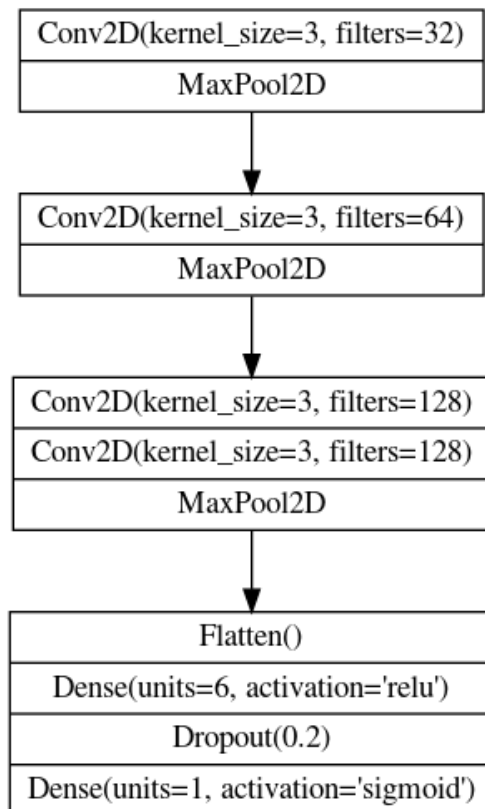 Conv2D(kernel_size=3, filters=32)
MaxPool2D
Conv2D(kernel_size=3, filters=64)
MaxPool2D
Conv2D(kernel_size=3, filters=128)
Conv2D(kernel_size=3, filters=128)
MaxPool2D
Flatten()
Dense(units=6, activation='relu')
Dropout(0.2)
Dense(units=1, activation='sigmoid')